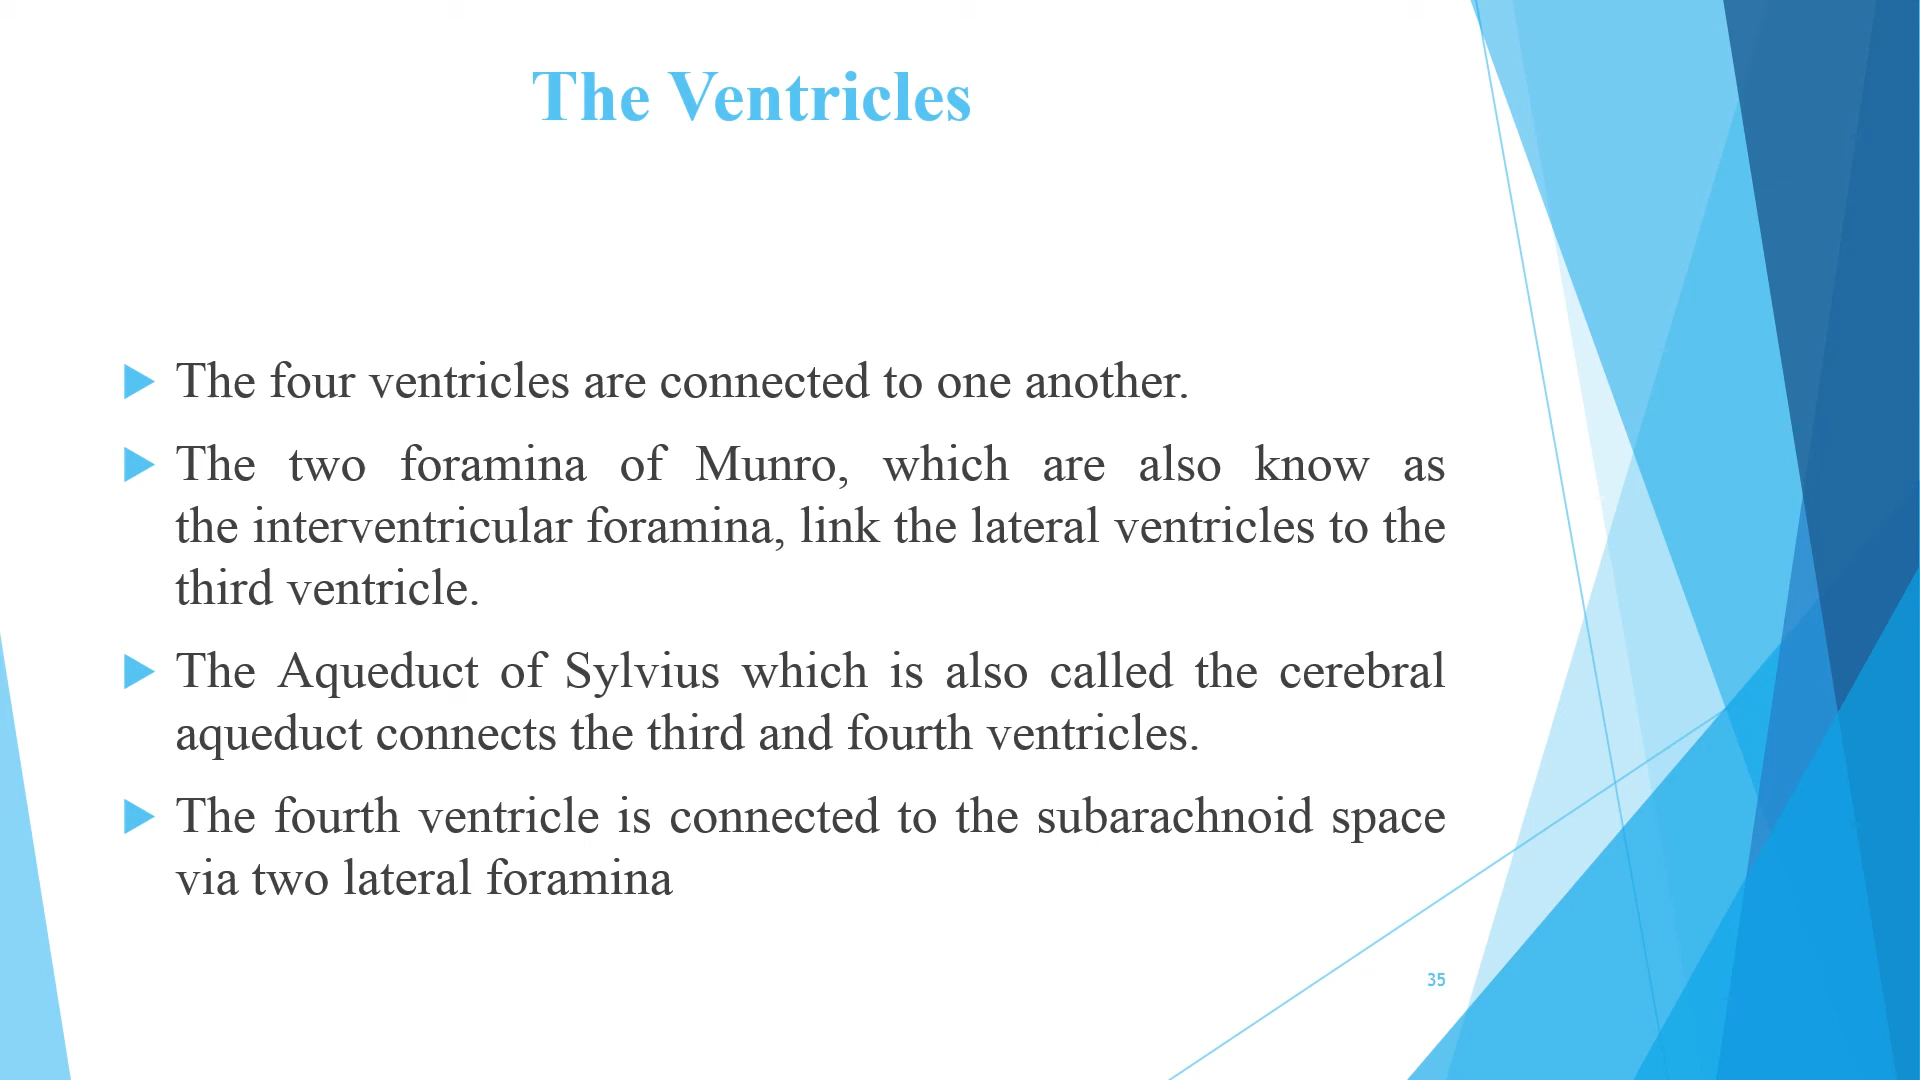 The Ventricles
The four ventricles are connected to one another.
The two foramina of Munro, which are also know as
the interventricular foramina, link the lateral ventricles to the
third ventricle.
The Aqueduct of Sylvius which is also called the cerebral
aqueduct connects the third and fourth ventricles.
The fourth ventricle is connected to the subarachnoid space
via two lateral foramina
35